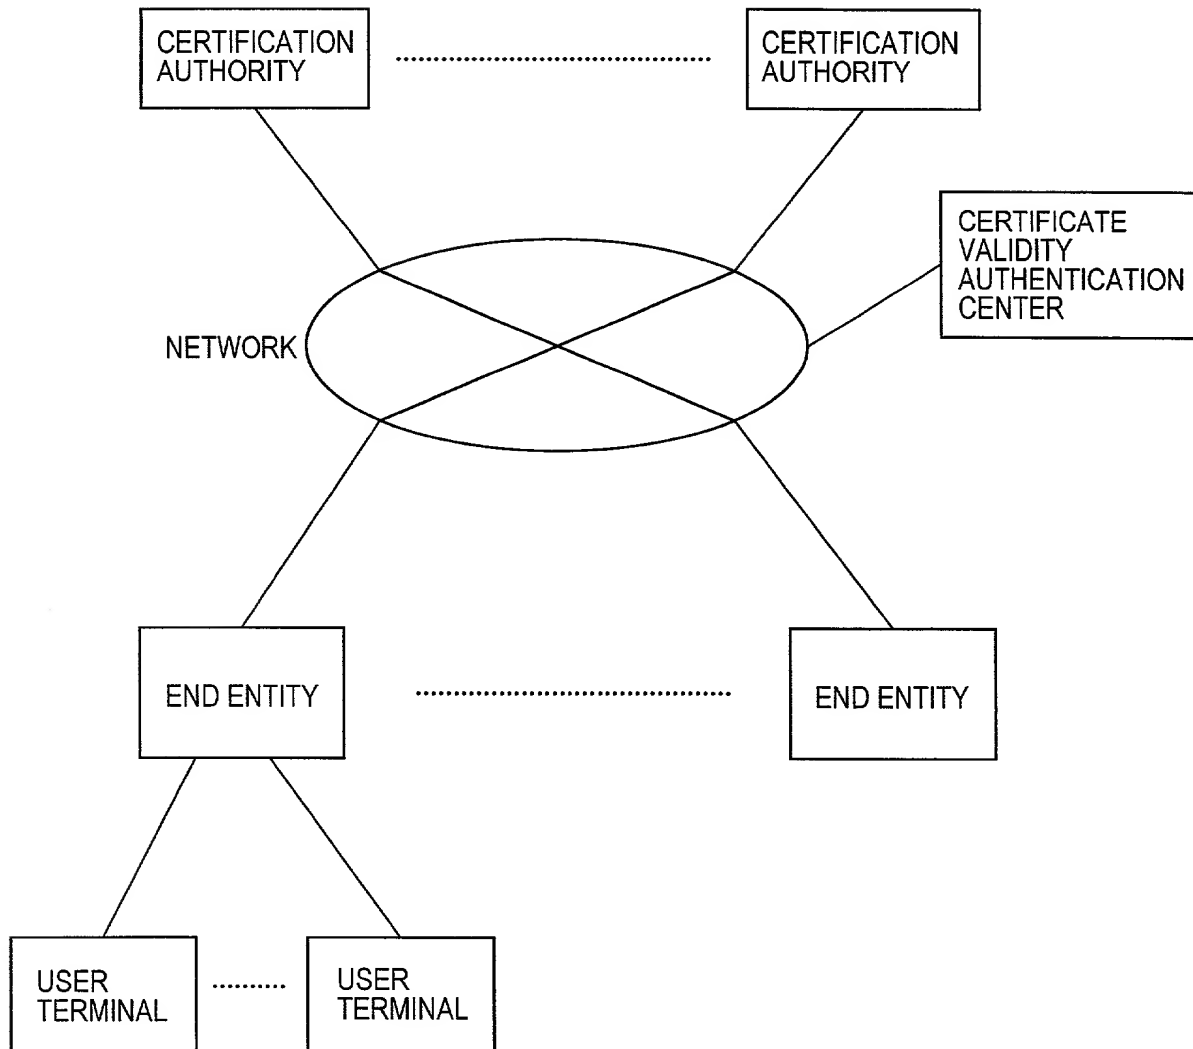 CERTIFICATION
AUTHORITY
CERTIFICATION
AUTHORITY
CERTIFICATE
VALIDITY
AUTHENTICATION
CENTER
NETWORK
END ENTITY
END ENTITY
USER
TERMINAL
USER
TERMINAL